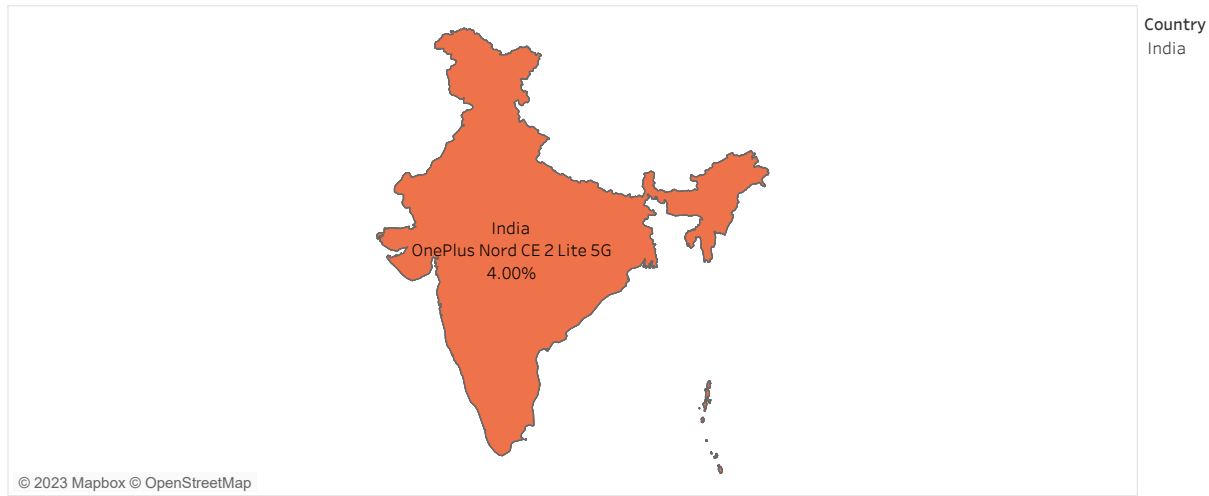 Country
India
India
OnePlus Nord CE 2 Lite 5G
4.00%
© 2023 Mapbox © OpenStreetMap